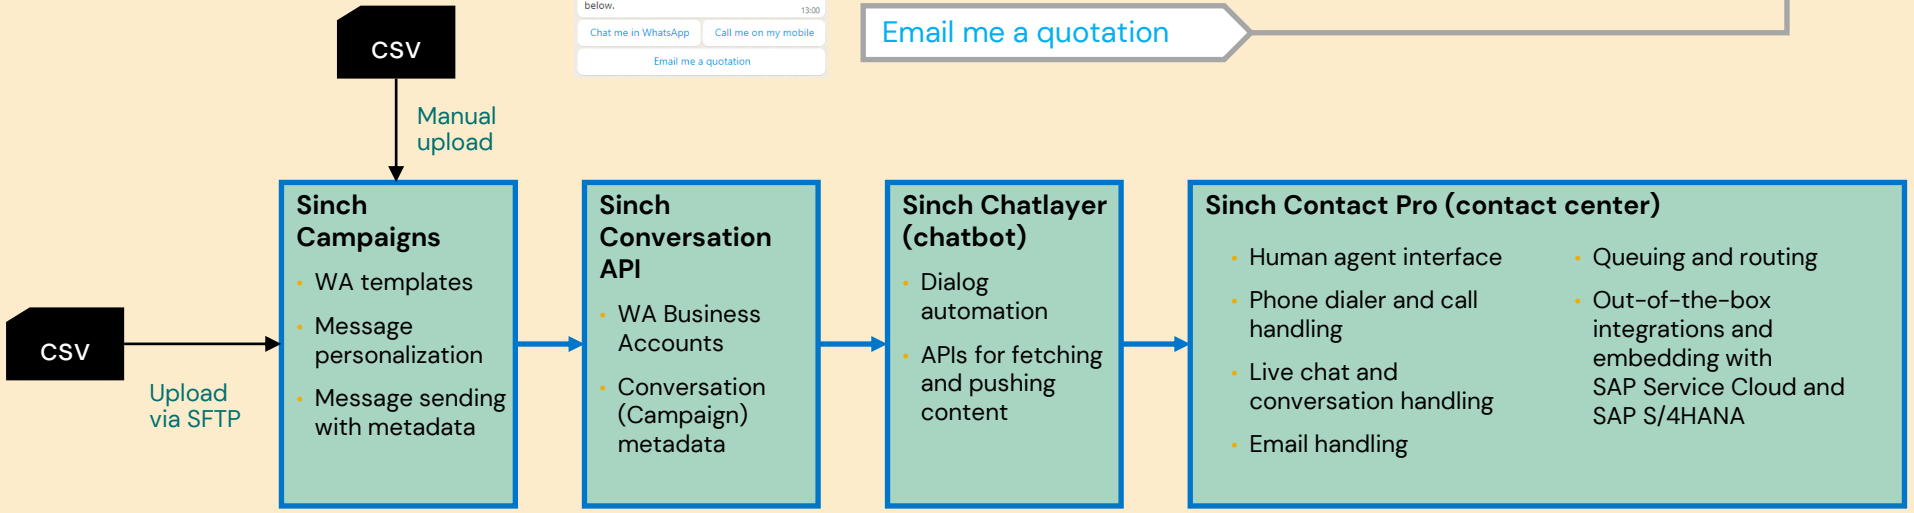 below.
13:00
Chat me in WhatsApp
Call me on my mobile
Email me a quotation
Email me a quotation
CSV
Manual
upload
CSV
Upload
via SFTP
Sinch
Campaigns
• WA templates
• Message
personalization
• Message sending
with metadata
Sinch
Conversation
API
• WA Business
Accounts
• Conversation
(Campaign)
metadata
Sinch Chatlayer
(chatbot)
• Dialog
automation
• APIs for fetching
and pushing
content
Sinch Contact Pro (contact center)
• Human agent interface
• Phone dialer and call
handling
• Live chat and
conversation handling
• Email handling
• Queuing and routing
• Out-of-the-box
integrations and
embedding with
SAP Service Cloud and
SAP S/4HANA